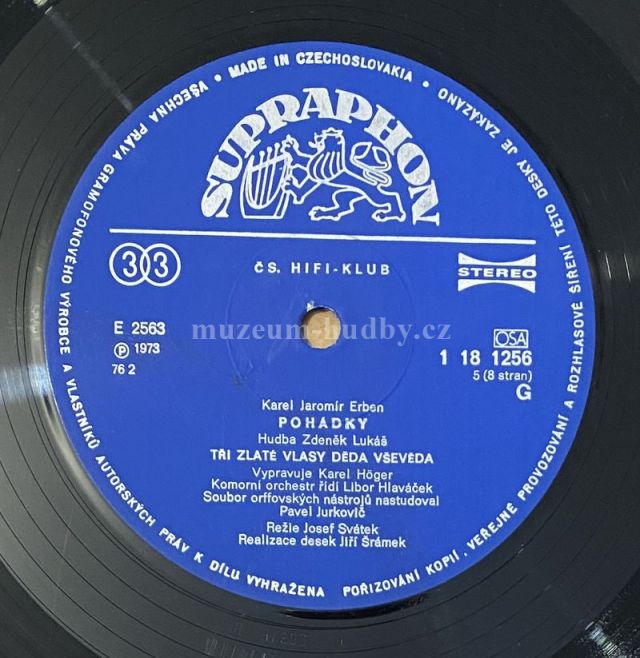 VŠECHNA PRÁVA GRAMOFONOVÉHO VÝROBCE A VLASTNÍKŮ AUTORSKÝCH PRÁV K DÍLU VYHRAŽENA
POŘIZOVÁNÍ KOPIÍ, VEŘEJNÉ PROVOZOVÁNÍ A ROZHLASOVÉ ŠÍŘENÍ TÉTO DESKY JE ZAKÁZÁNO
• MADE IN CZECHOSLOVAKIA •
SUPRAPHON
33
ČS. HIFI-KLUB
STEREO
E 2563
℗ 1973
76 2
muzeum-hudby.cz
OSA
1 18 1256
5 (8 stran)
G
Karel Jaromír Erben
POHÁDKY
Hudba Zdeněk Lukáš
TŘI ZLATÉ VLASY DĚDA VŠEVĚDA
Vypravuje Karel Höger
Komorní orchestr řídí Libor Hlaváček
Soubor orffovských nástrojů nastudoval
Pavel Jurkovič
Režie Josef Svátek
Realizace desek Jiří Šrámek